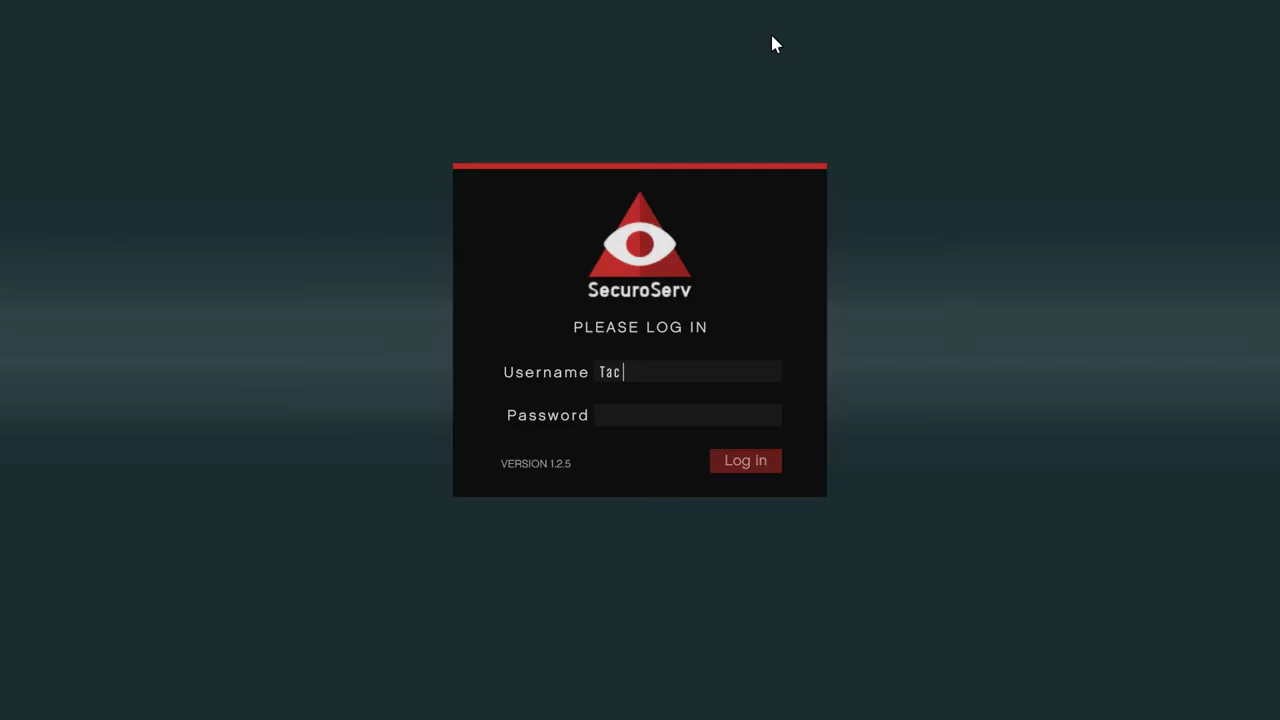 SecuroServ
PLEASE LOG IN
Username Tac
Password
VERSION 1.2.5 Log in